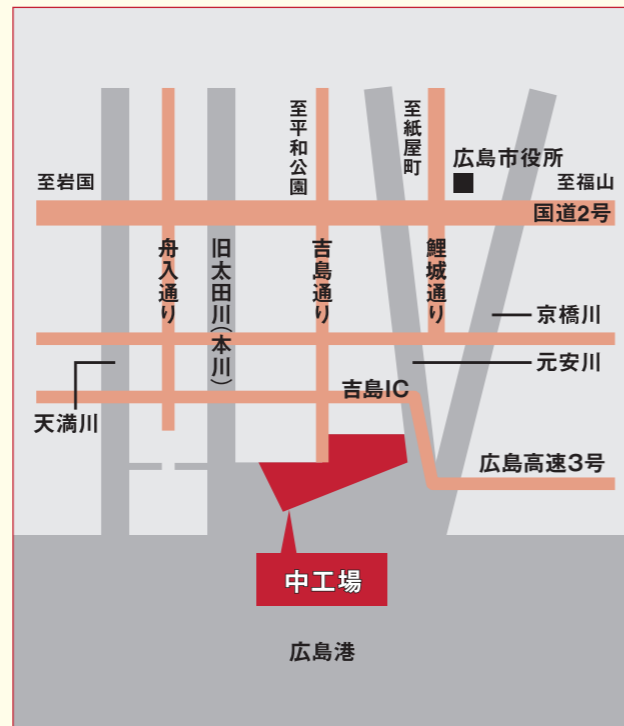 至平和公園
至紙屋町
広島市役所
至岩国
至福山
国道2号
舟入通り
旧太田川(本川)
吉島通り
鯉城通り
京橋川
元安川
吉島IC
天満川
広島高速3号
中工場
広島港